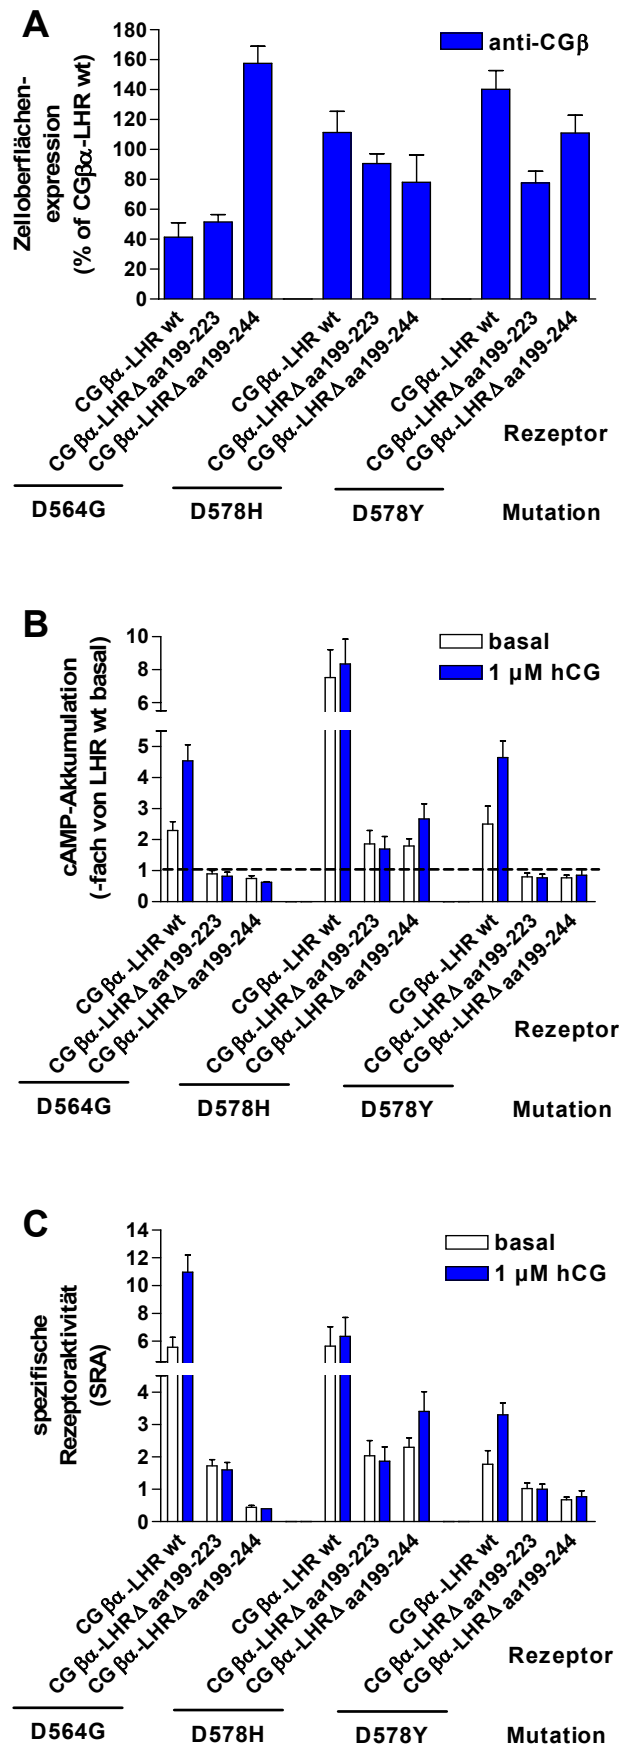 A
Zelloberflächen-
expression
(% of CGβα-LHR wt)
180
160
140
120
100
80
60
40
20
0
anti-CGβ
CG βα-LHR wt
CG βα-LHRΔ aa199-223
CG βα-LHRΔ aa199-244
CG βα-LHR wt
CG βα-LHRΔ aa199-223
CG βα-LHRΔ aa199-244
CG βα-LHR wt
CG βα-LHRΔ aa199-223
CG βα-LHRΔ aa199-244
Rezeptor
D564G
D578H
D578Y
Mutation
B
cAMP-Akkumulation
(-fach von LHR wt basal)
10
8
6
5
4
3
2
1
0
basal
1 µM hCG
CG βα-LHR wt
CG βα-LHRΔ aa199-223
CG βα-LHRΔ aa199-244
CG βα-LHR wt
CG βα-LHRΔ aa199-223
CG βα-LHRΔ aa199-244
CG βα-LHR wt
CG βα-LHRΔ aa199-223
CG βα-LHRΔ aa199-244
Rezeptor
D564G
D578H
D578Y
Mutation
C
spezifische
Rezeptoraktivität
(SRA)
14
12
10
8
6
4
3
2
1
0
basal
1 µM hCG
CG βα-LHR wt
CG βα-LHRΔ aa199-223
CG βα-LHRΔ aa199-244
CG βα-LHR wt
CG βα-LHRΔ aa199-223
CG βα-LHRΔ aa199-244
CG βα-LHR wt
CG βα-LHRΔ aa199-223
CG βα-LHRΔ aa199-244
Rezeptor
D564G
D578H
D578Y
Mutation